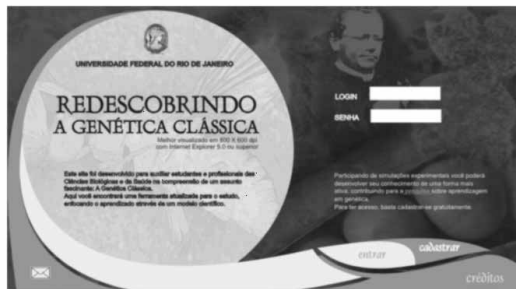 UNIVERSIDADE FEDERAL DO RIO DE JANEIRO
REDESCOBRINDO
A GENÉTICA CLÁSSICA
Melhor visualizado em 800 X 600 dpi
com Internet Explorer 5.0 ou superior
Este site foi desenvolvido para auxiliar estudantes e profissionais das
Ciências Biológicas e da Saúde na compreensão de um assunto
fascinante: A Genética Clássica.
Aqui você encontrará uma ferramenta atualizada para o estudo,
enfocando o aprendizado através de um modelo científico.
LOGIN
SENHA
Participando de simulações experimentais você poderá
desenvolver seu conhecimento de uma forma mais
ativa, contribuindo para a pesquisa sobre aprendizagem
em genética.
Para ter acesso, basta cadastrar-se gratuitamente.
entrar
cadastrar
créditos